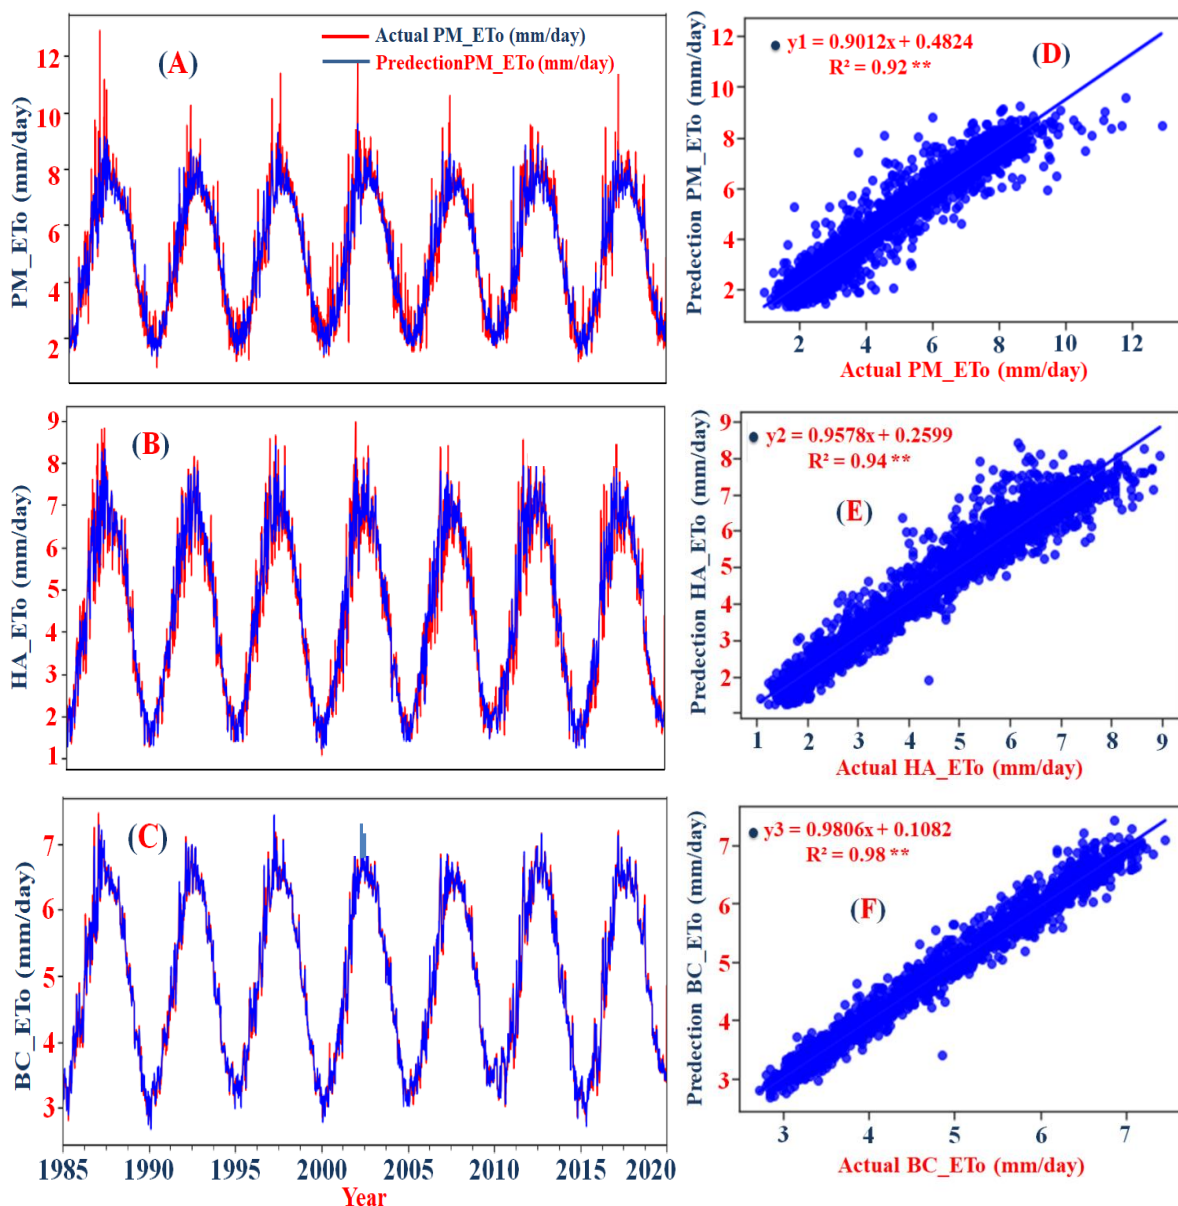 Actual PM_ETo (mm/day)
PredectionPM_ETo (mm/day)
(A)
PM_ETo (mm/day)
12
10
8
6
4
2
y1 = 0.9012x + 0.4824
R² = 0.92 **
(D)
Predection PM_ETo (mm/day)
12
10
8
6
4
2
2 4 6 8 10 12
Actual PM_ETo (mm/day)
(B)
HA_ETo (mm/day)
9
8
7
6
5
4
3
2
1
y2 = 0.9578x + 0.2599
R² = 0.94 **
(E)
Predection HA_ETo (mm/day)
9
8
7
6
5
4
3
2
1 2 3 4 5 6 7 8 9
Actual HA_ETo (mm/day)
(C)
BC_ETo (mm/day)
7
6
5
4
3
1985 1990 1995 2000 2005 2010 2015 2020
Year
y3 = 0.9806x + 0.1082
R² = 0.98 **
(F)
Predection BC_ETo (mm/day)
7
6
5
4
3
3 4 5 6 7
Actual BC_ETo (mm/day)